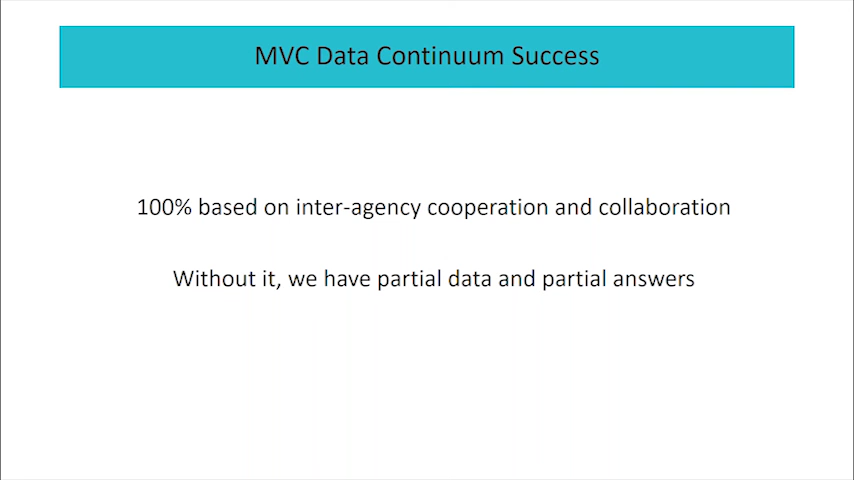 MVC Data Continuum Success
100% based on inter-agency cooperation and collaboration
Without it, we have partial data and partial answers